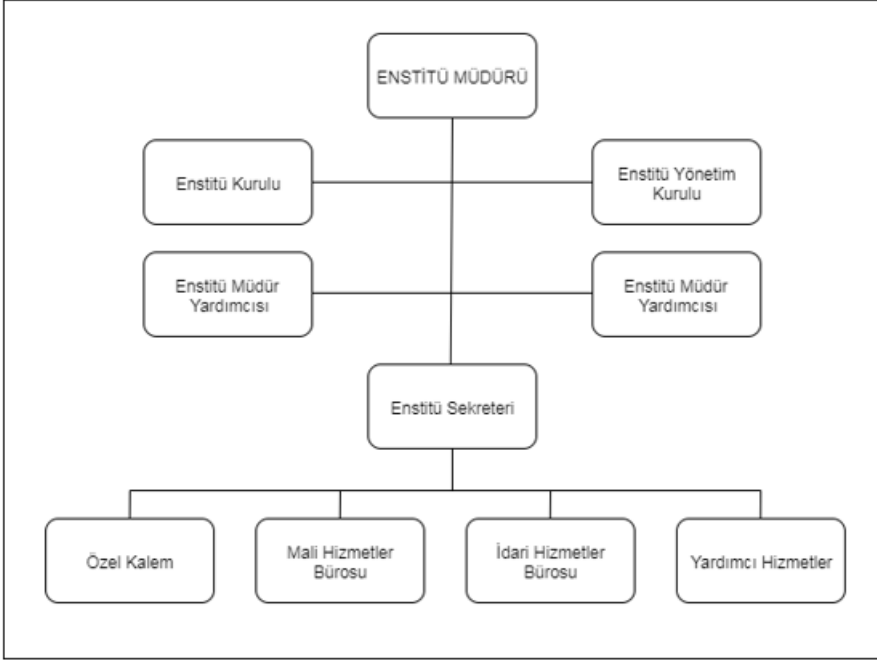 ENSTİTÜ MÜDÜRÜ
Enstitü Kurulu
Enstitü Yönetim
Kurulu
Enstitü Müdür
Yardımcısı
Enstitü Müdür
Yardımcısı
Enstitü Sekreteri
Özel Kalem
Mali Hizmetler
Bürosu
İdari Hizmetler
Bürosu
Yardımcı Hizmetler